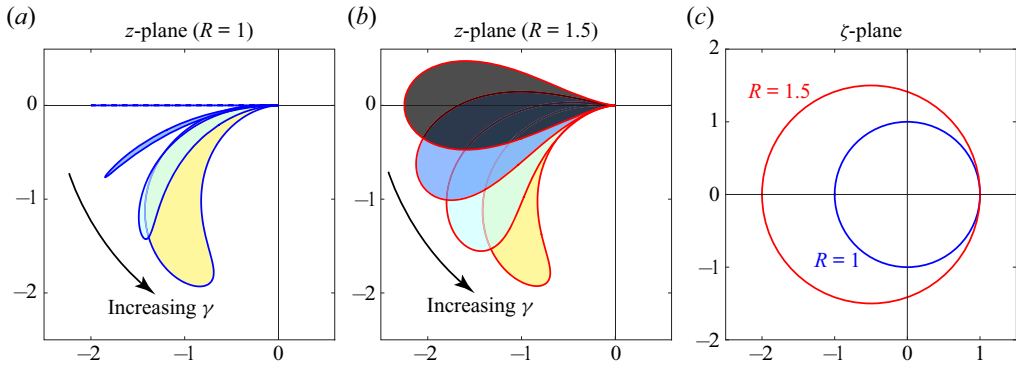 (a)
z-plane (R = 1)
0
−1
−2
−2
−1
0
Increasing γ
(b)
z-plane (R = 1.5)
0
−1
−2
−2
−1
0
Increasing γ
(c)
ζ-plane
2
1
0
−1
−2
−2
−1
0
1
R = 1.5
R = 1